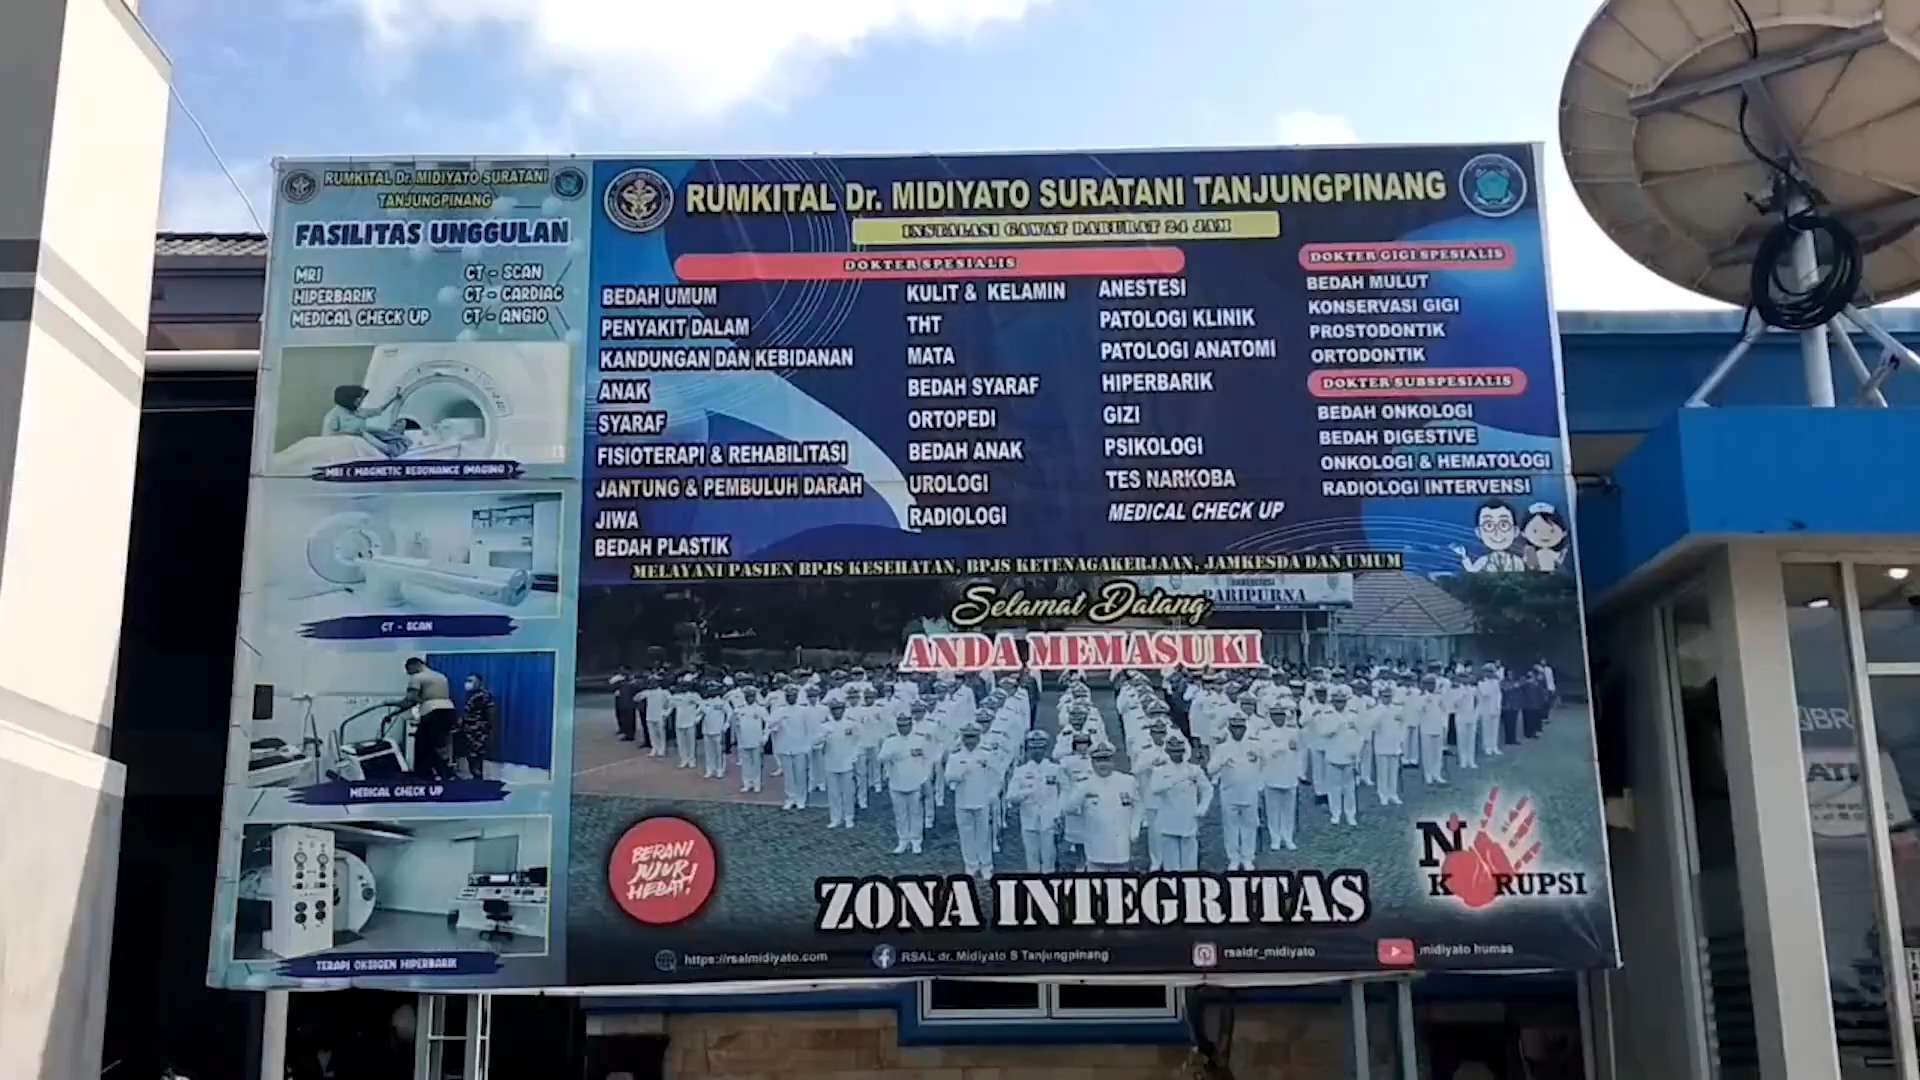 RUMKITAL Dr. MIDIYATO SURATANI
TANJUNGPINANG
FASILITAS UNGGULAN
MRI
HIPERBARIK
MEDICAL CHECK UP
CT - SCAN
CT - CARDIAC
CT - ANGIO
MRI ( MAGNETIC RESONANCE IMAGING )
CT - SCAN
MEDICAL CHECK UP
TERAPI OKSIGEN HIPERBARIK
RUMKITAL Dr. MIDIYATO SURATANI TANJUNGPINANG
INSTALASI GAWAT DARURAT 24 JAM
DOKTER SPESIALIS
BEDAH UMUM
PENYAKIT DALAM
KANDUNGAN DAN KEBIDANAN
ANAK
SYARAF
FISIOTERAPI & REHABILITASI
JANTUNG & PEMBULUH DARAH
JIWA
BEDAH PLASTIK
KULIT & KELAMIN
THT
MATA
BEDAH SYARAF
ORTOPEDI
BEDAH ANAK
UROLOGI
RADIOLOGI
ANESTESI
PATOLOGI KLINIK
PATOLOGI ANATOMI
HIPERBARIK
GIZI
PSIKOLOGI
TES NARKOBA
MEDICAL CHECK UP
DOKTER GIGI SPESIALIS
BEDAH MULUT
KONSERVASI GIGI
PROSTODONTIK
ORTODONTIK
DOKTER SUBSPESIALIS
BEDAH ONKOLOGI
BEDAH DIGESTIVE
ONKOLOGI & HEMATOLOGI
RADIOLOGI INTERVENSI
MELAYANI PASIEN BPJS KESEHATAN, BPJS KETENAGAKERJAAN, JAMKESDA DAN UMUM
PARIPURNA
Selamat Datang
ANDA MEMASUKI
ZONA INTEGRITAS
BERANI
JUJUR
HEBAT!
N
KORUPSI
https://rsalmidiyato.com
RSAL dr. Midiyato S Tanjungpinang
rsaldr_midiyato
midiyato humas